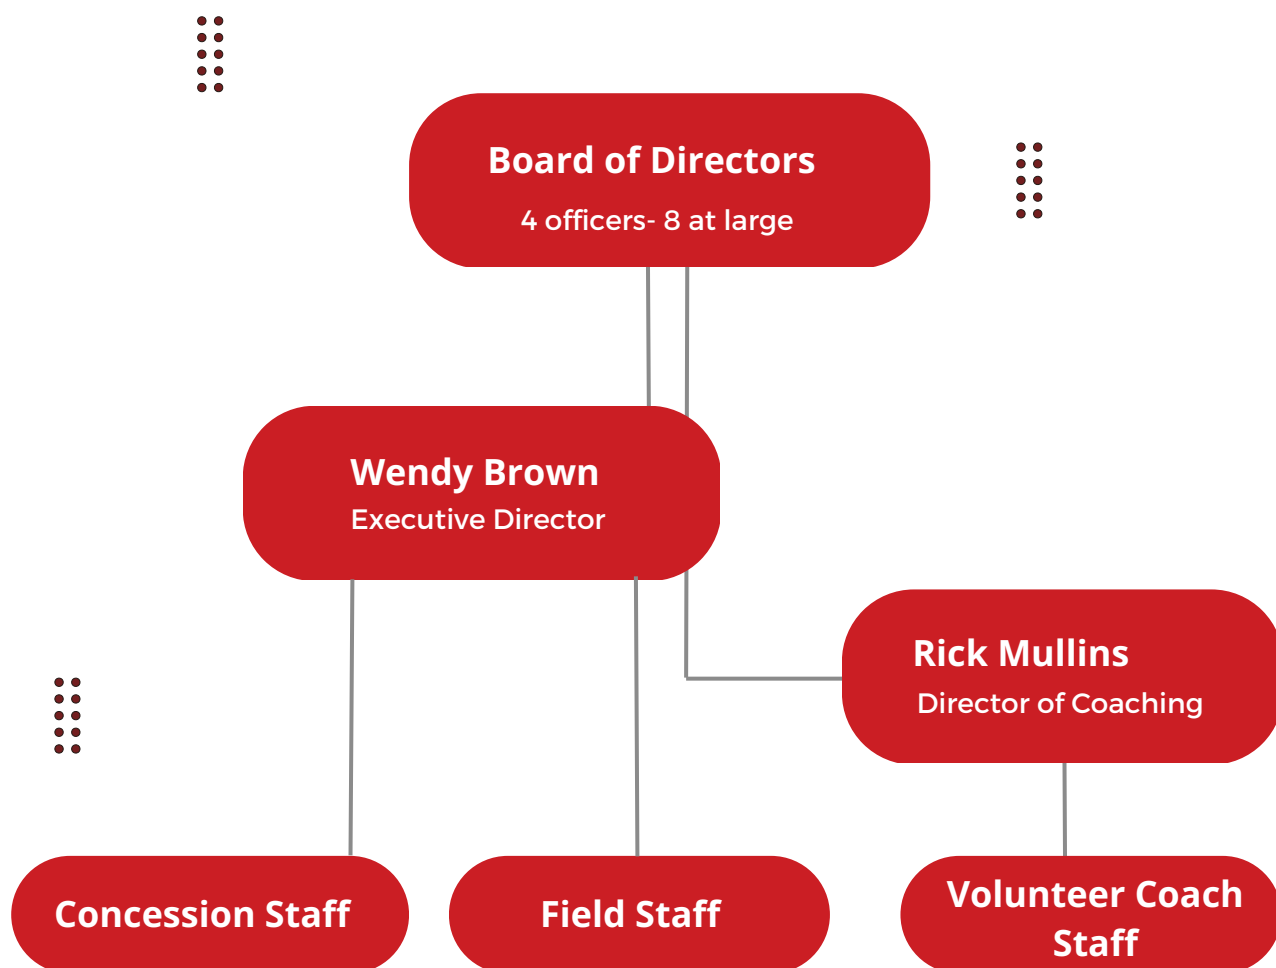 Board of Directors
4 officers- 8 at large
Wendy Brown
Executive Director
Rick Mullins
Director of Coaching
Concession Staff
Field Staff
Volunteer Coach
Staff